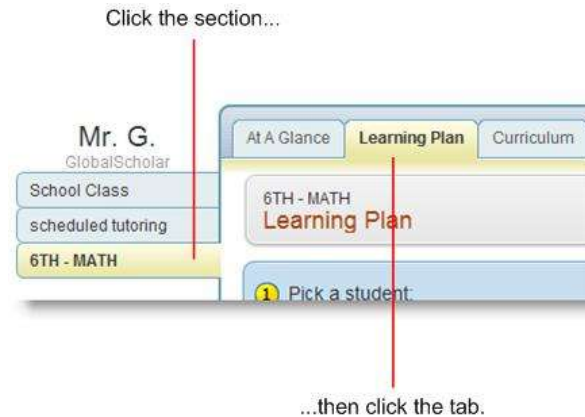 Click the section...
Mr. G.
GlobalScholar
School Class
scheduled tutoring
6TH - MATH
At A Glance
Learning Plan
Curriculum
6TH - MATH
Learning Plan
1 Pick a student:
...then click the tab.